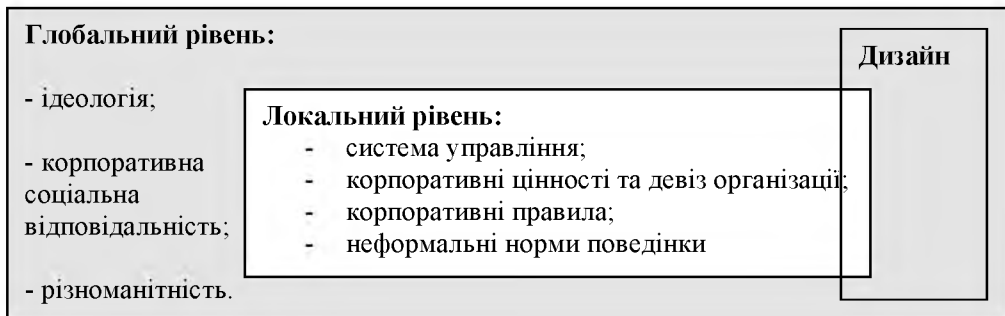 Глобальний рівень:
- ідеологія;
- корпоративна
соціальна
відповідальність;
- різноманітність.
Локальний рівень:
- система управління;
- корпоративні цінності та девіз організації;
- корпоративні правила;
- неформальні норми поведінки
Дизайн